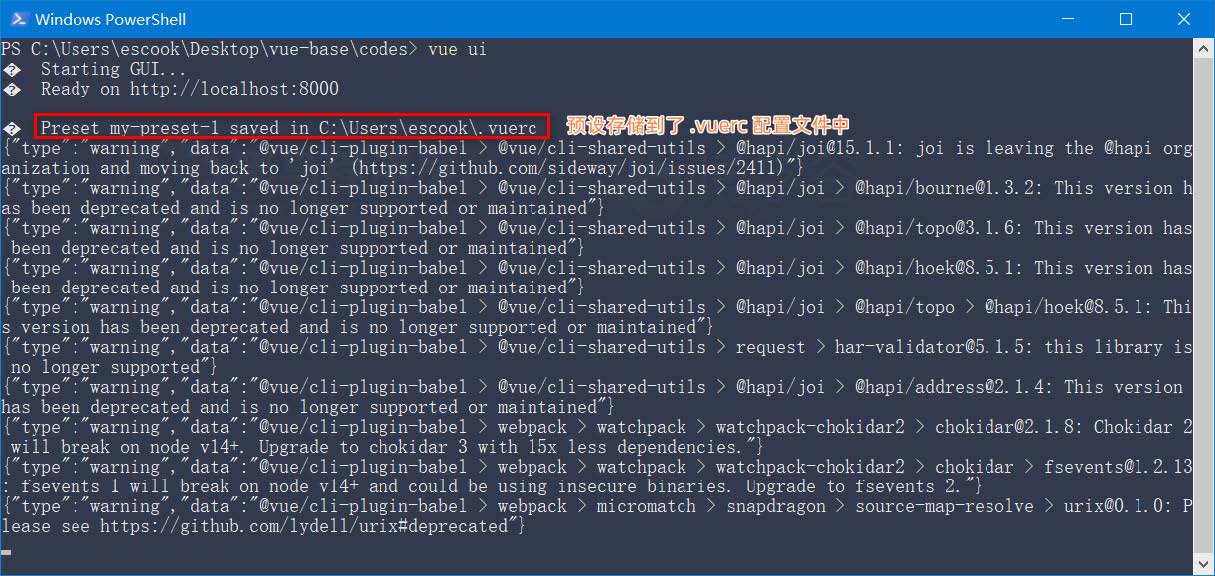 Windows PowerShell
PS C:\Users\escook\Desktop\vue-base\codes> vue ui
� Starting GUI...
� Ready on http://localhost:8000
� Preset my-preset-1 saved in C:\Users\escook\.vuerc 预设存储到了 .vuerc 配置文件中
{"type":"warning","data":"@vue/cli-plugin-babel > @vue/cli-shared-utils > @hapi/joi@15.1.1: joi is leaving the @hapi org
anization and moving back to 'joi' (https://github.com/sideway/joi/issues/2411)"}
{"type":"warning","data":"@vue/cli-plugin-babel > @vue/cli-shared-utils > @hapi/joi > @hapi/bourne@1.3.2: This version h
as been deprecated and is no longer supported or maintained"}
{"type":"warning","data":"@vue/cli-plugin-babel > @vue/cli-shared-utils > @hapi/joi > @hapi/topo@3.1.6: This version has
 been deprecated and is no longer supported or maintained"}
{"type":"warning","data":"@vue/cli-plugin-babel > @vue/cli-shared-utils > @hapi/joi > @hapi/hoek@8.5.1: This version has
 been deprecated and is no longer supported or maintained"}
{"type":"warning","data":"@vue/cli-plugin-babel > @vue/cli-shared-utils > @hapi/joi > @hapi/topo > @hapi/hoek@8.5.1: Thi
s version has been deprecated and is no longer supported or maintained"}
{"type":"warning","data":"@vue/cli-plugin-babel > @vue/cli-shared-utils > request > har-validator@5.1.5: this library is
 no longer supported"}
{"type":"warning","data":"@vue/cli-plugin-babel > @vue/cli-shared-utils > @hapi/joi > @hapi/address@2.1.4: This version
has been deprecated and is no longer supported or maintained"}
{"type":"warning","data":"@vue/cli-plugin-babel > webpack > watchpack > watchpack-chokidar2 > chokidar@2.1.8: Chokidar 2
 will break on node v14+. Upgrade to chokidar 3 with 15x less dependencies."}
{"type":"warning","data":"@vue/cli-plugin-babel > webpack > watchpack > watchpack-chokidar2 > chokidar > fsevents@1.2.13
: fsevents 1 will break on node v14+ and could be using insecure binaries. Upgrade to fsevents 2."}
{"type":"warning","data":"@vue/cli-plugin-babel > webpack > micromatch > snapdragon > source-map-resolve > urix@0.1.0: P
lease see https://github.com/lydell/urix#deprecated"}